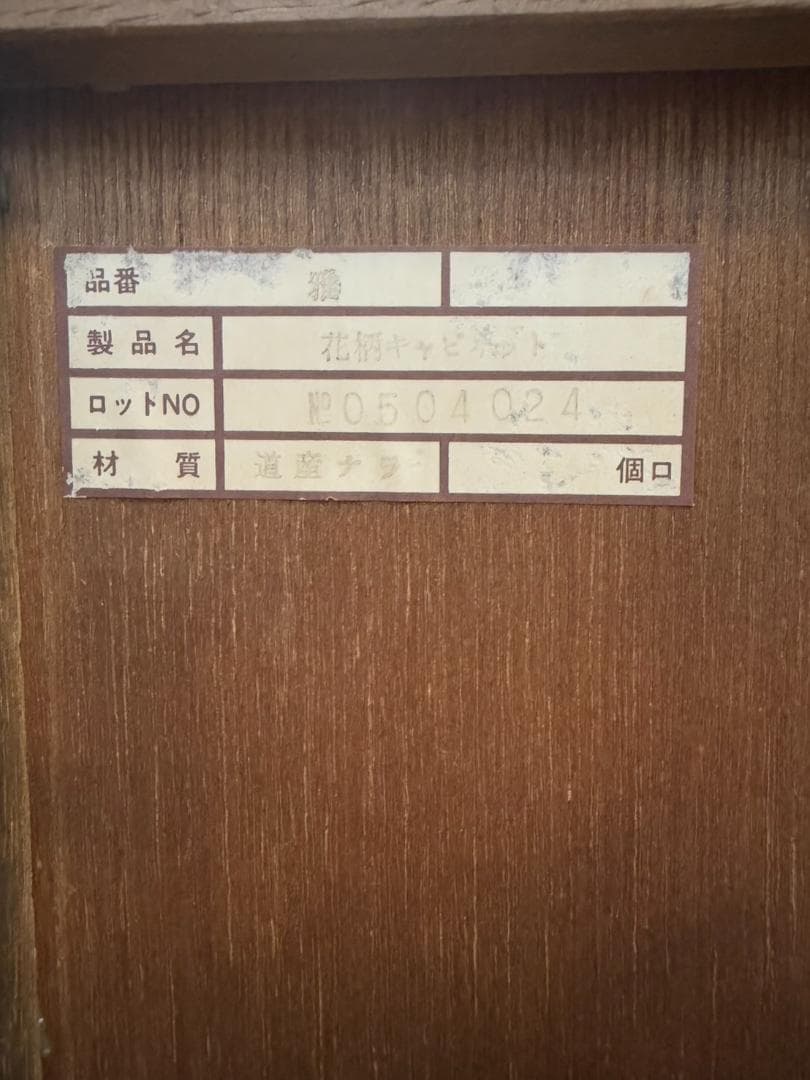 品番
製品名 花柄キャビネット
ロットNO №0504024
材質 道産ナラ 個口